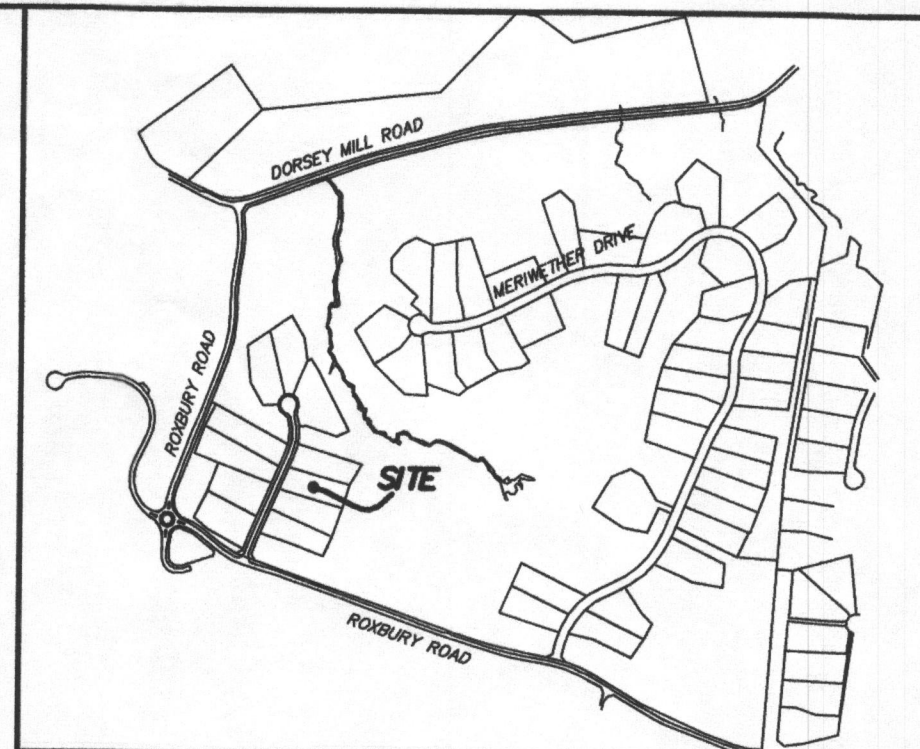 DORSEY MILL ROAD
MERIWETHER DRIVE
ROXBURY ROAD
SITE
ROXBURY ROAD